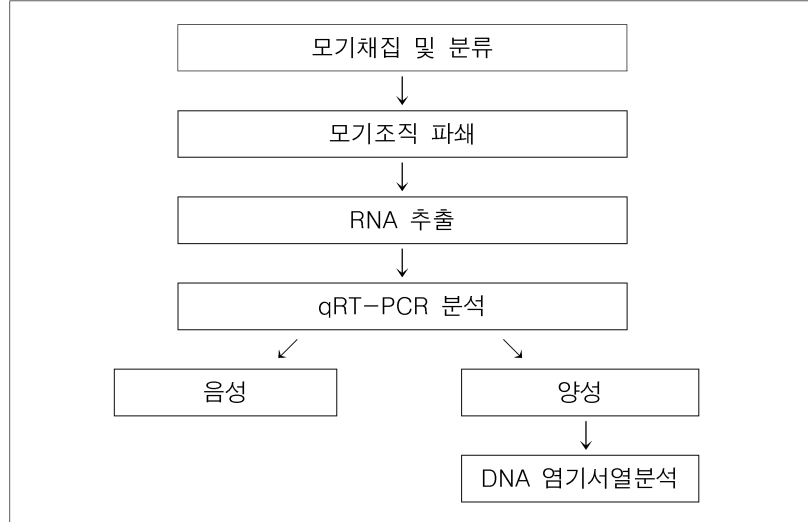 모기채집 및 분류
모기조직 파쇄
RNA 추출
qRT-PCR 분석
음성
양성
DNA 염기서열분석